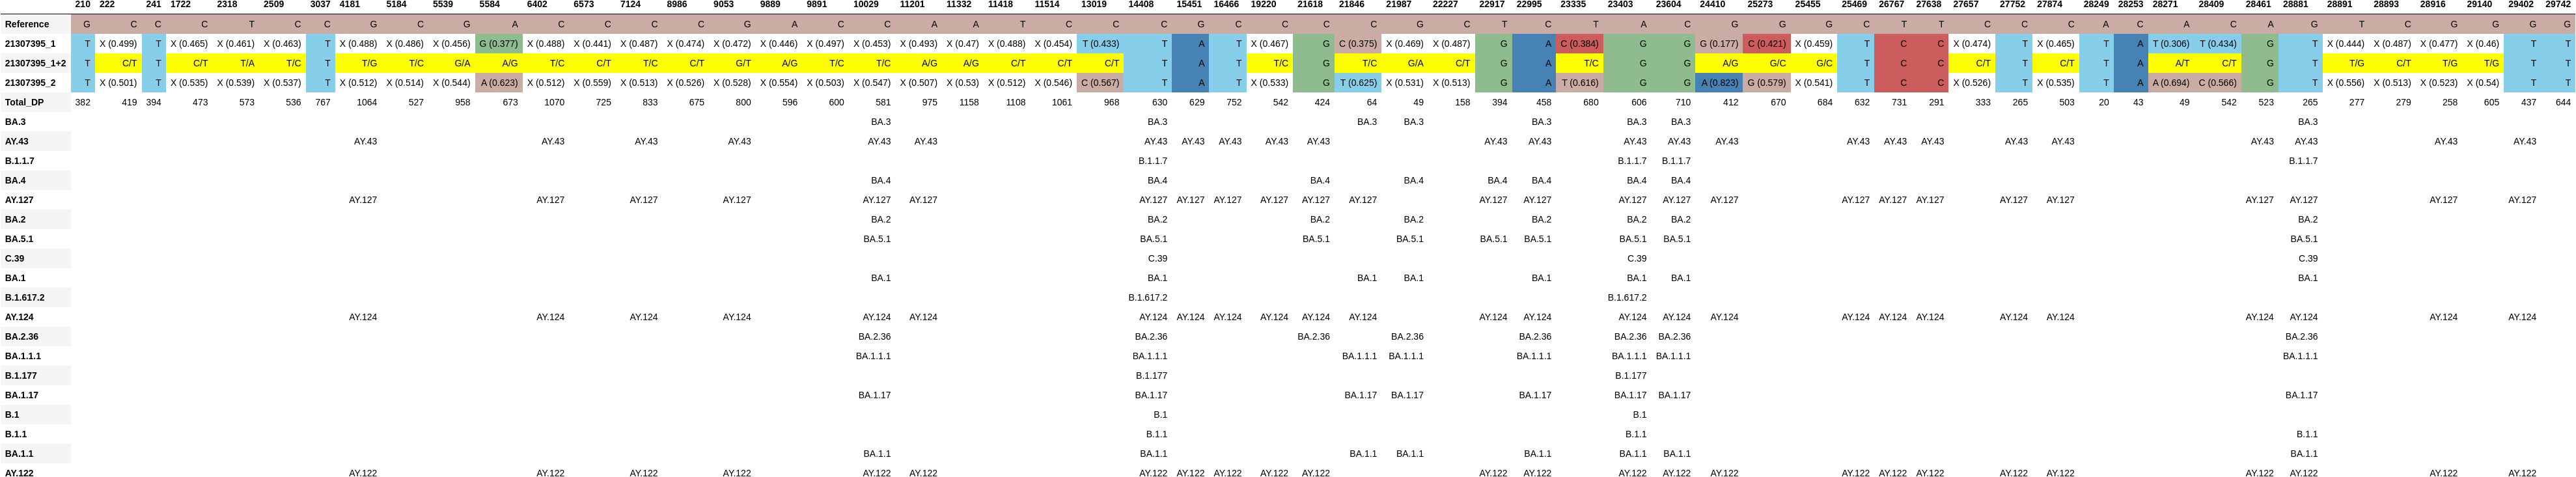 210 222 241 1722 2318 2509 3037 4181 5184 5539 5584 6402 6573 7124 8986 9053 9889 9891 10029 11201 11332 11418 11514 13019 14408 15451 16466 19220 21618 21846 21987 22227 22917 22995 23335 23403 23604 24410 25273 25455 25469 26767 27638 27657 27752 27874 28249 28253 28271 28409 28461 28881 28891 28893 28916 29140 29402 29742
Reference G C C C T C C G C G A C C C C G A C C A A T C C C G C C C C G C T C T A C G G G C T T C C C A C A C A G T C G G G G
21307395_1 T X (0.499) T X (0.465) X (0.461) X (0.463) T X (0.488) X (0.486) X (0.456) G (0.377) X (0.488) X (0.441) X (0.487) X (0.474) X (0.472) X (0.446) X (0.497) X (0.453) X (0.493) X (0.47) X (0.488) X (0.454) T (0.433) T A T X (0.467) G C (0.375) X (0.469) X (0.487) G A C (0.384) G G G (0.177) C (0.421) X (0.459) T C C X (0.474) T X (0.465) T A T (0.306) T (0.434) G T X (0.444) X (0.487) X (0.477) X (0.46) T T
21307395_1+2 T C/T T C/T T/A T/C T T/G T/C G/A A/G T/C C/T T/C C/T G/T A/G T/C T/C A/G A/G C/T C/T C/T T A T T/C G T/C G/A C/T G A T/C G G A/G G/C G/C T C C C/T T C/T T A A/T C/T G T T/G C/T T/G T/G T T
21307395_2 T X (0.501) T X (0.535) X (0.539) X (0.537) T X (0.512) X (0.514) X (0.544) A (0.623) X (0.512) X (0.559) X (0.513) X (0.526) X (0.528) X (0.554) X (0.503) X (0.547) X (0.507) X (0.53) X (0.512) X (0.546) C (0.567) T A T X (0.533) G T (0.625) X (0.531) X (0.513) G A T (0.616) G G A (0.823) G (0.579) X (0.541) T C C X (0.526) T X (0.535) T A A (0.694) C (0.566) G T X (0.556) X (0.513) X (0.523) X (0.54) T T
Total_DP 382 419 394 473 573 536 767 1064 527 958 673 1070 725 833 675 800 596 600 581 975 1158 1108 1061 968 630 629 752 542 424 64 49 158 394 458 680 606 710 412 670 684 632 731 291 333 265 503 20 43 49 542 523 265 277 279 258 605 437 644
BA.3 BA.3 BA.3 BA.3 BA.3 BA.3 BA.3 BA.3 BA.3
AY.43 AY.43 AY.43 AY.43 AY.43 AY.43 AY.43 AY.43 AY.43 AY.43 AY.43 AY.43 AY.43 AY.43 AY.43 AY.43 AY.43 AY.43 AY.43 AY.43 AY.43 AY.43 AY.43 AY.43 AY.43 AY.43
B.1.1.7 B.1.1.7 B.1.1.7 B.1.1.7 B.1.1.7
BA.4 BA.4 BA.4 BA.4 BA.4 BA.4 BA.4 BA.4 BA.4
AY.127 AY.127 AY.127 AY.127 AY.127 AY.127 AY.127 AY.127 AY.127 AY.127 AY.127 AY.127 AY.127 AY.127 AY.127 AY.127 AY.127 AY.127 AY.127 AY.127 AY.127 AY.127 AY.127 AY.127 AY.127 AY.127 AY.127
BA.2 BA.2 BA.2 BA.2 BA.2 BA.2 BA.2 BA.2 BA.2
BA.5.1 BA.5.1 BA.5.1 BA.5.1 BA.5.1 BA.5.1 BA.5.1 BA.5.1 BA.5.1 BA.5.1
C.39 C.39 C.39 C.39
BA.1 BA.1 BA.1 BA.1 BA.1 BA.1 BA.1 BA.1 BA.1
B.1.617.2 B.1.617.2 B.1.617.2
AY.124 AY.124 AY.124 AY.124 AY.124 AY.124 AY.124 AY.124 AY.124 AY.124 AY.124 AY.124 AY.124 AY.124 AY.124 AY.124 AY.124 AY.124 AY.124 AY.124 AY.124 AY.124 AY.124 AY.124 AY.124 AY.124 AY.124
BA.2.36 BA.2.36 BA.2.36 BA.2.36 BA.2.36 BA.2.36 BA.2.36 BA.2.36 BA.2.36
BA.1.1.1 BA.1.1.1 BA.1.1.1 BA.1.1.1 BA.1.1.1 BA.1.1.1 BA.1.1.1 BA.1.1.1 BA.1.1.1
B.1.177 B.1.177 B.1.177
BA.1.17 BA.1.17 BA.1.17 BA.1.17 BA.1.17 BA.1.17 BA.1.17 BA.1.17 BA.1.17
B.1 B.1 B.1
B.1.1 B.1.1 B.1.1 B.1.1
BA.1.1 BA.1.1 BA.1.1 BA.1.1 BA.1.1 BA.1.1 BA.1.1 BA.1.1 BA.1.1
AY.122 AY.122 AY.122 AY.122 AY.122 AY.122 AY.122 AY.122 AY.122 AY.122 AY.122 AY.122 AY.122 AY.122 AY.122 AY.122 AY.122 AY.122 AY.122 AY.122 AY.122 AY.122 AY.122 AY.122 AY.122 AY.122